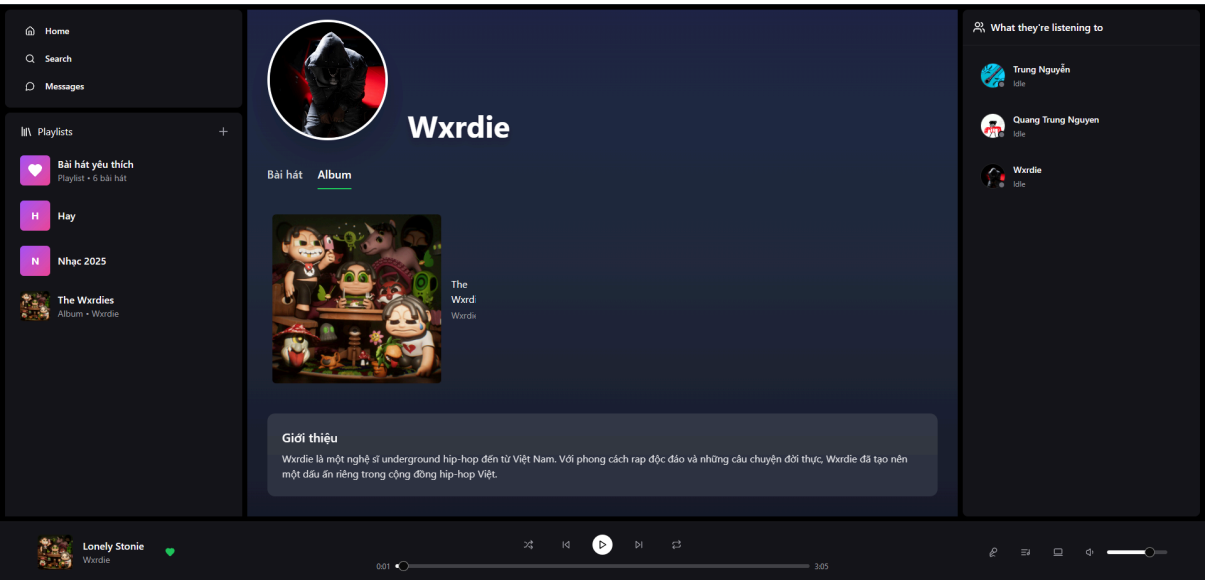 Home
Search
Messages
Playlists
Bài hát yêu thích
Playlist • 6 bài hát
H
Hay
N
Nhạc 2025
The Wxrdies
Album • Wxrdie
Wxrdie
Bài hát
Album
The
Wxrdi
Wxrdie
Giới thiệu
Wxrdie là một nghệ sĩ underground hip-hop đến từ Việt Nam. Với phong cách rap độc đáo và những câu chuyện đời thực, Wxrdie đã tạo nên
một dấu ấn riêng trong cộng đồng hip-hop Việt.
What they're listening to
Trung Nguyễn
Idle
Quang Trung Nguyen
Idle
Wxrdie
Idle
Lonely Stonie
Wxrdie
0:01
3:05